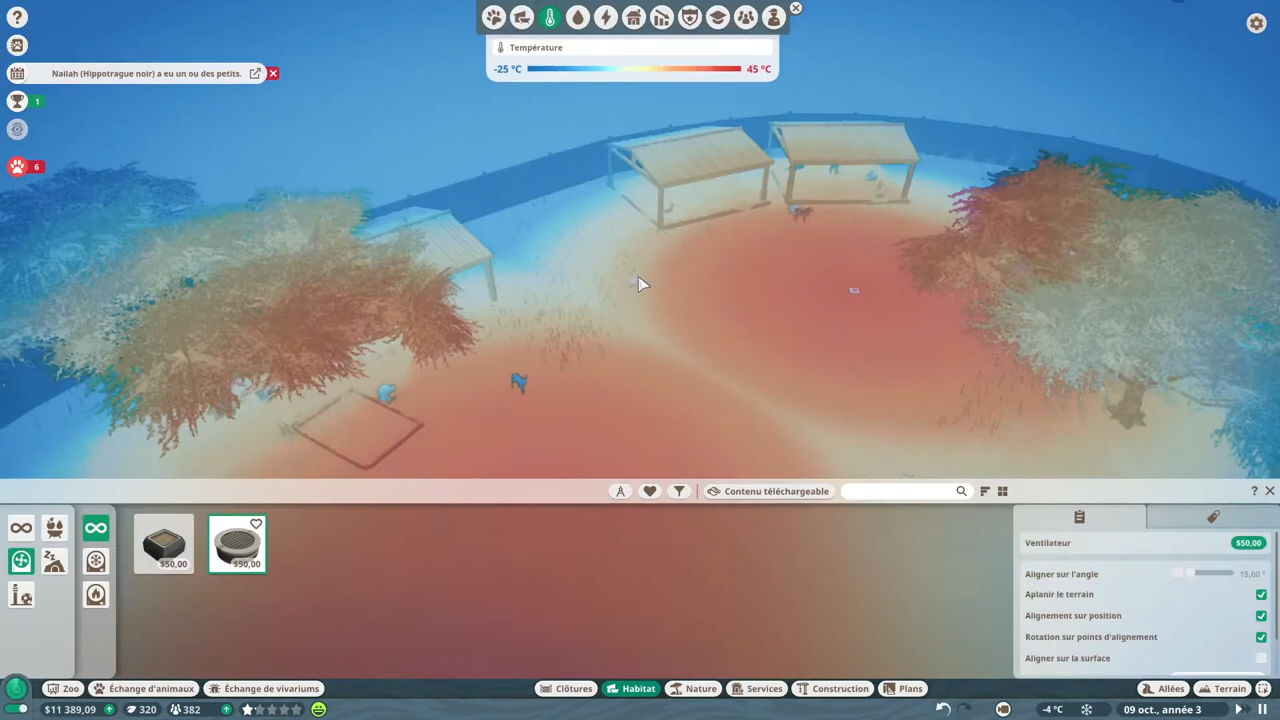 ?
Température
-25 °C
45 °C
Nailah (Hippotrague noir) a eu un ou des petits.
1
6
Contenu téléchargeable
?
$50,00
$50,00
Ventilateur
$50,00
Aligner sur l'angle
15,00 °
Aplanir le terrain
Alignement sur position
Rotation sur points d'alignement
Aligner sur la surface
Zoo
Échange d'animaux
Échange de vivariums
Clôtures
Habitat
Nature
Services
Construction
Plans
Allées
Terrain
$11 389,09
320
382
-4 °C
09 oct., année 3